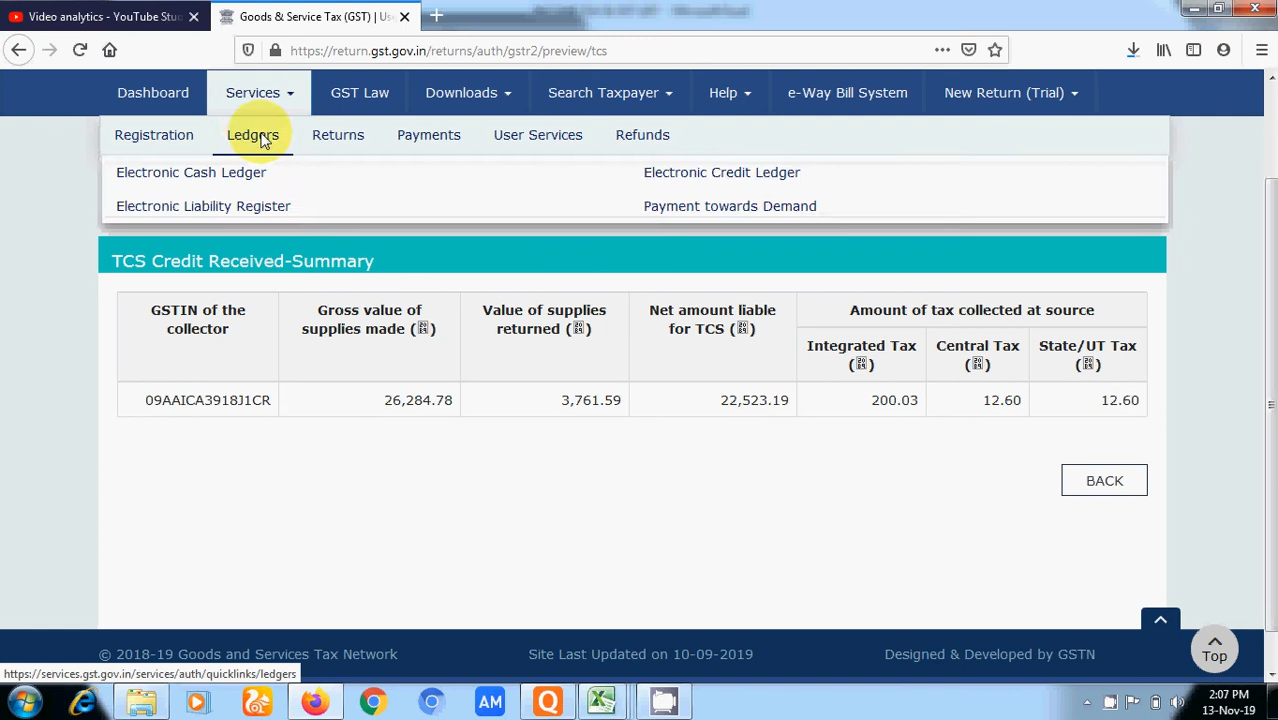 Video analytics - YouTube Stu
Goods & Service Tax (GST) | Us
https://return.gst.gov.in/returns/auth/gstr2/preview/tcs
Dashboard Services GST Law Downloads Search Taxpayer Help e-Way Bill System New Return (Trial)
Registration Ledgers Returns Payments User Services Refunds
Electronic Cash Ledger Electronic Credit Ledger
Electronic Liability Register Payment towards Demand
TCS Credit Received-Summary
GSTIN of the collector Gross value of supplies made (₹) Value of supplies returned (₹) Net amount liable for TCS (₹) Amount of tax collected at source
Integrated Tax (₹) Central Tax (₹) State/UT Tax (₹)
09AAICA3918J1CR 26,284.78 3,761.59 22,523.19 200.03 12.60 12.60
BACK
© 2018-19 Goods and Services Tax Network Site Last Updated on 10-09-2019 Designed & Developed by GSTN
Top
https://services.gst.gov.in/services/auth/quicklinks/ledgers
AM
Q
2:07 PM
13-Nov-19